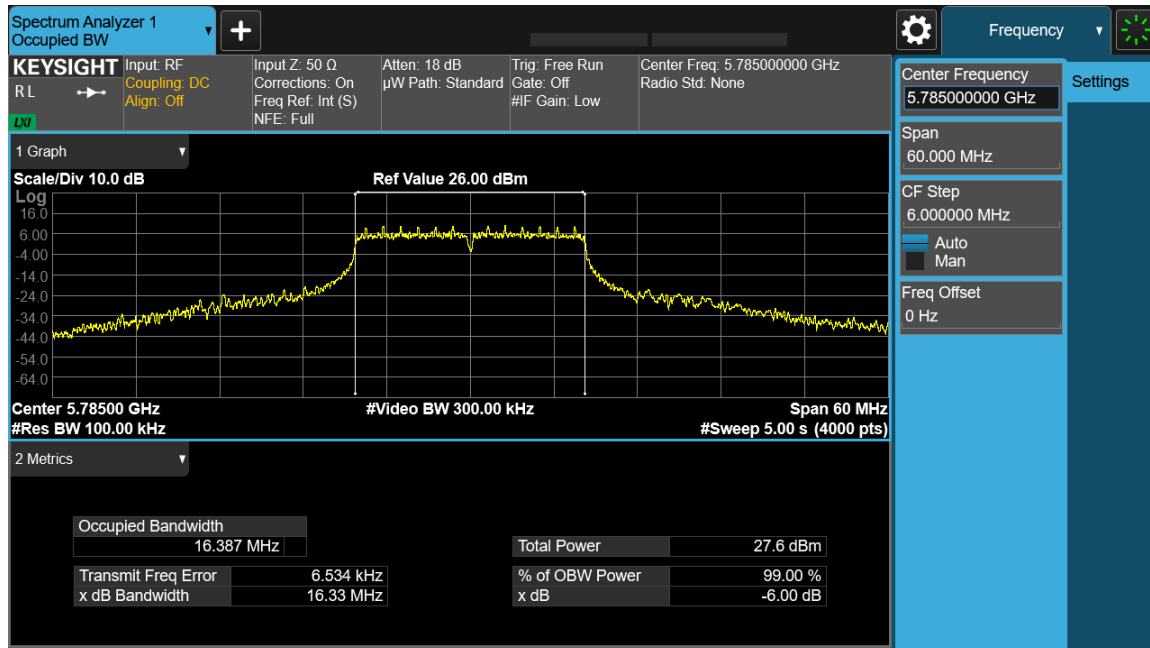 Spectrum Analyzer 1
Occupied BW
Frequency
KEYSIGHT
R L
LXI
Input: RF
Coupling: DC
Align: Off
Input Z: 50 Ω
Corrections: On
Freq Ref: Int (S)
NFE: Full
Atten: 18 dB
µW Path: Standard
Trig: Free Run
Gate: Off
#IF Gain: Low
Center Freq: 5.785000000 GHz
Radio Std: None
Center Frequency
5.785000000 GHz
Settings
Span
60.000 MHz
CF Step
6.000000 MHz
Auto
Man
Freq Offset
0 Hz
1 Graph
Scale/Div 10.0 dB
Ref Value 26.00 dBm
Log
16.0
6.00
-4.00
-14.0
-24.0
-34.0
-44.0
-54.0
-64.0
Center 5.78500 GHz
#Video BW 300.00 kHz
Span 60 MHz
#Res BW 100.00 kHz
#Sweep 5.00 s (4000 pts)
2 Metrics
Occupied Bandwidth
16.387 MHz
Total Power 27.6 dBm
Transmit Freq Error 6.534 kHz
% of OBW Power 99.00 %
x dB Bandwidth 16.33 MHz
x dB -6.00 dB